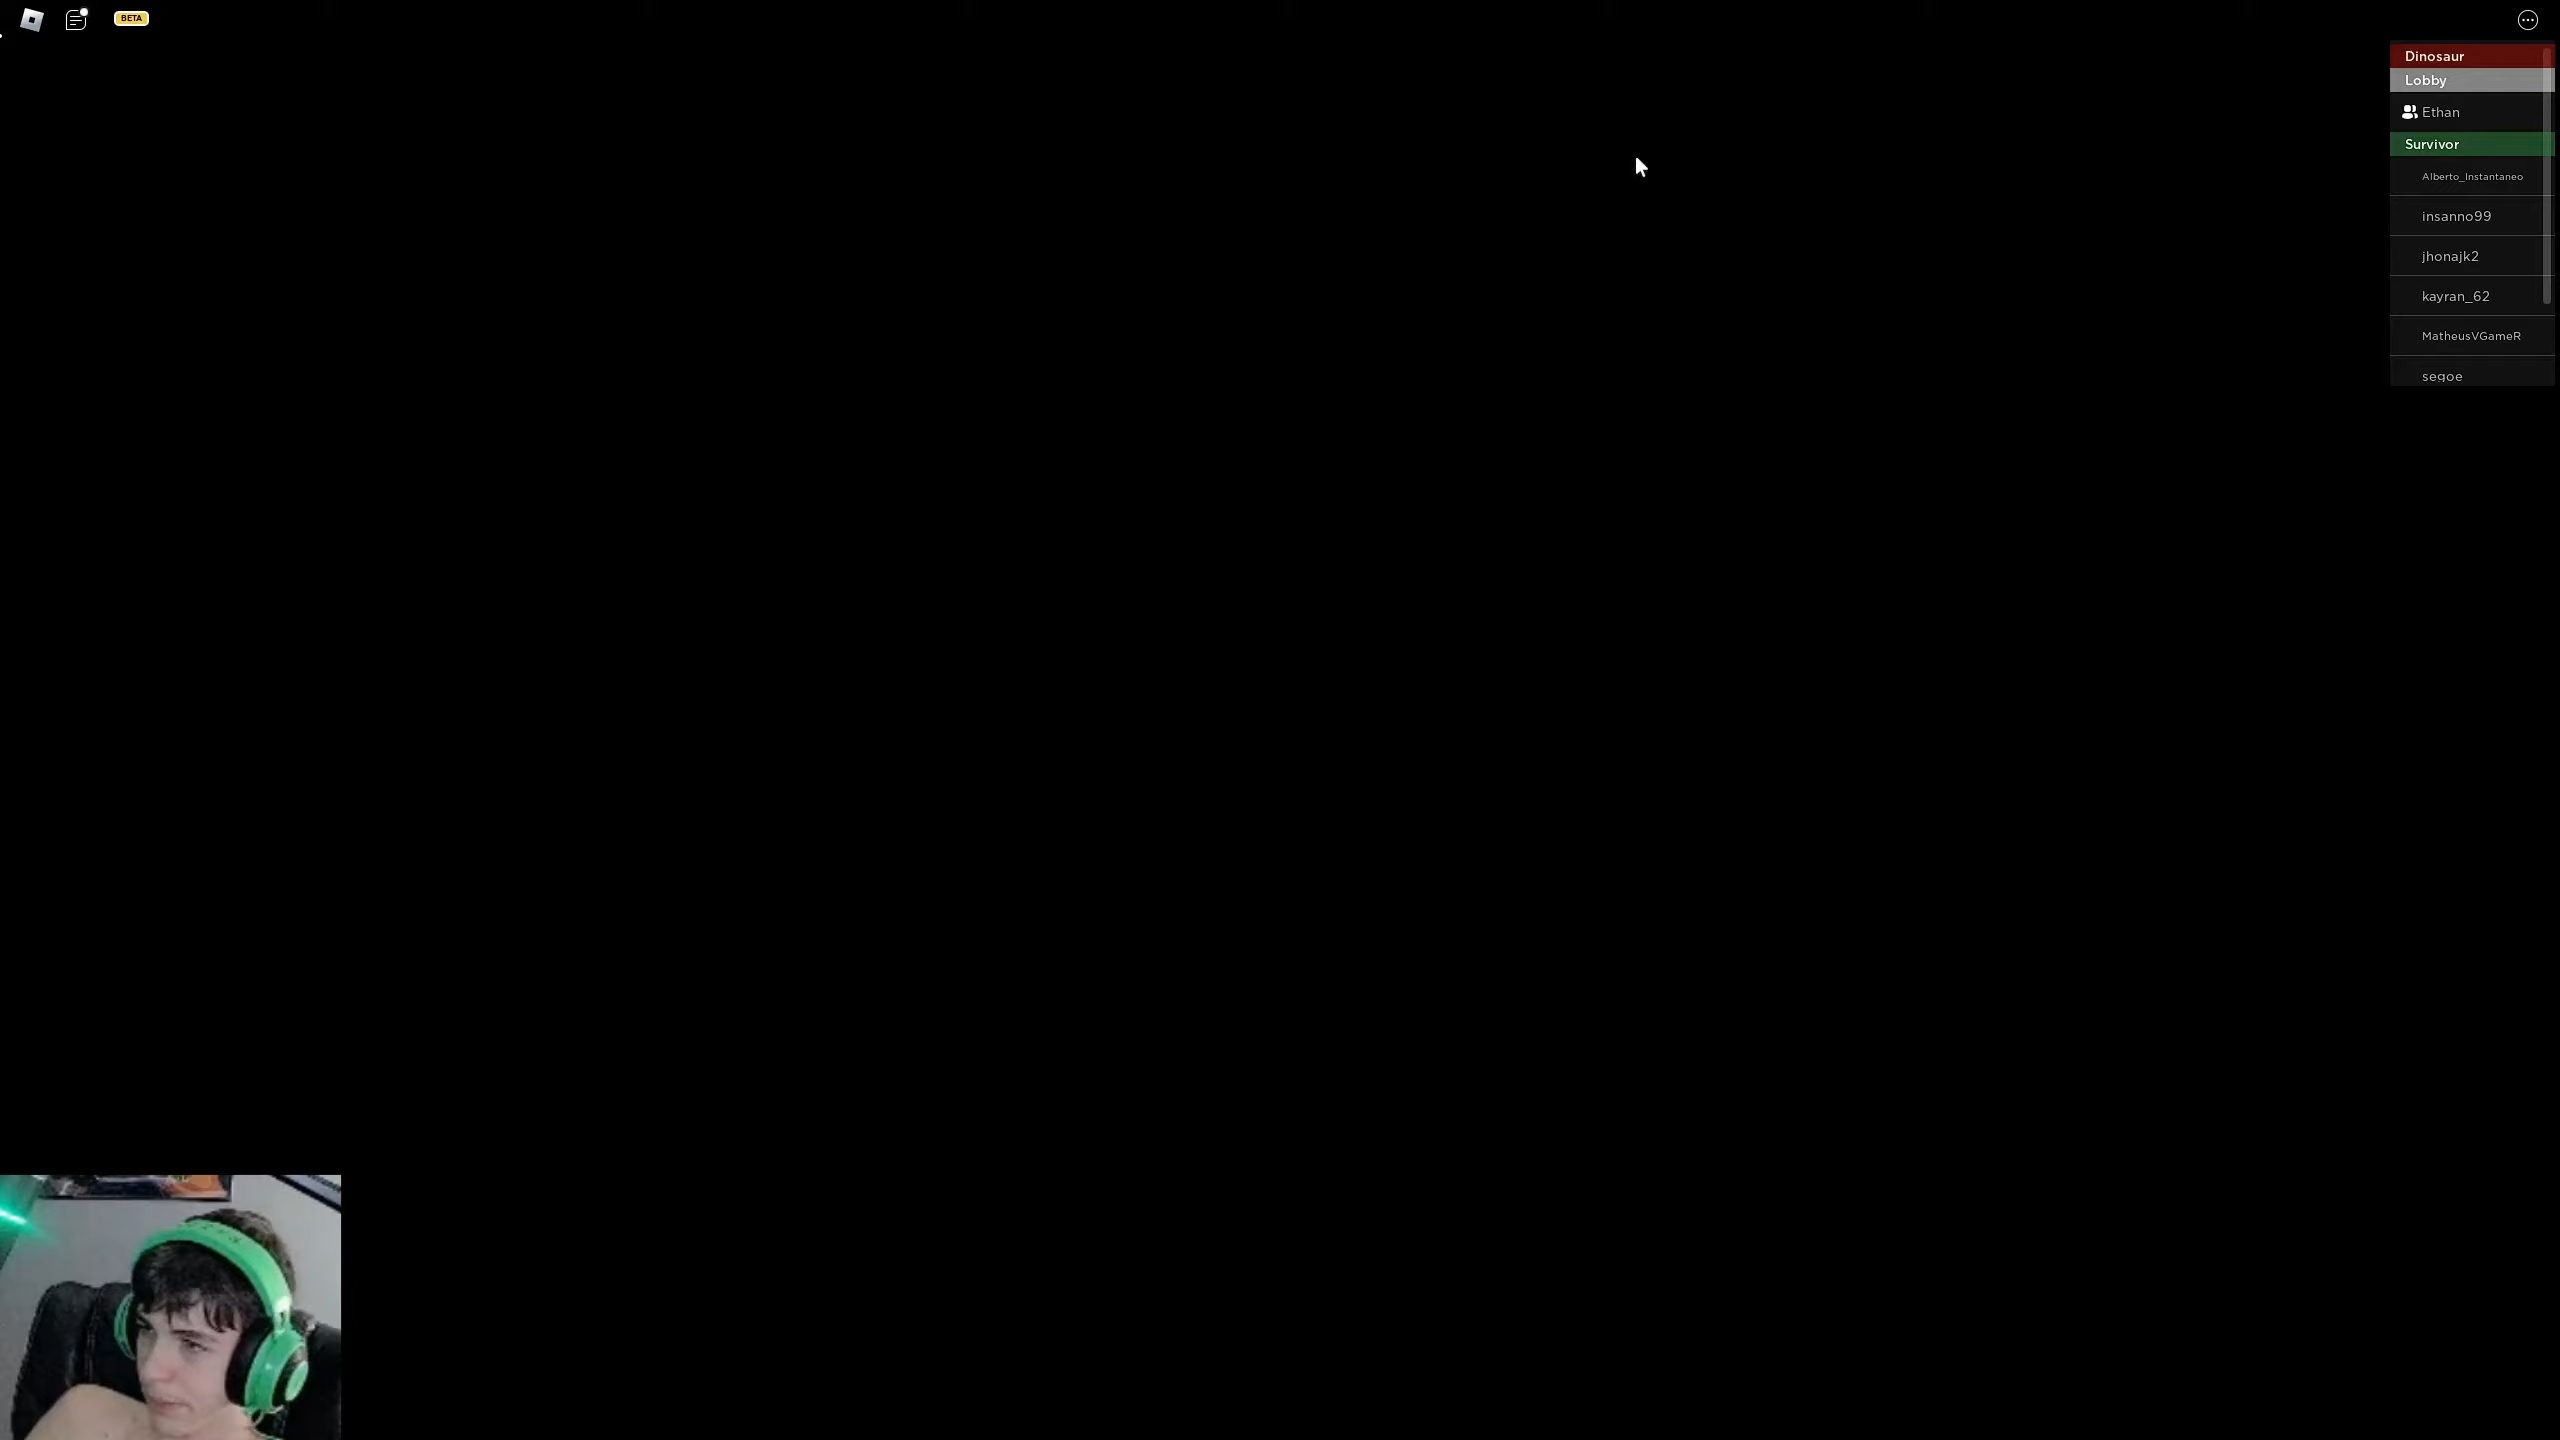 BETA
Dinosaur
Lobby
Ethan
Survivor
Alberto_Instantaneo
insanno99
jhonajk2
kayran_62
MatheusVGameR
segoe